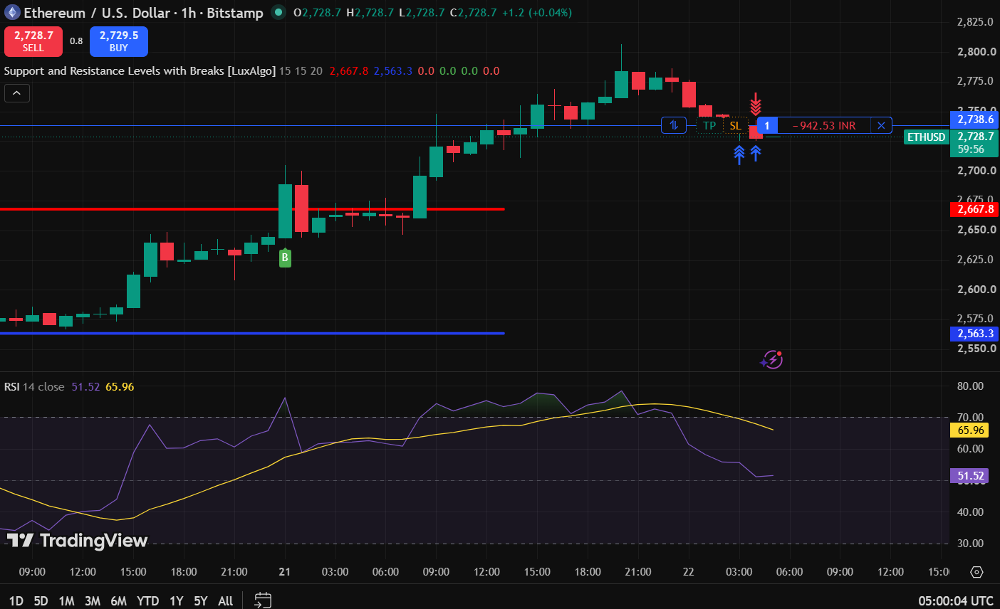 Ethereum / U.S. Dollar · 1h · Bitstamp O2,728.7 H2,728.7 L2,728.7 C2,728.7 +1.2 (+0.04%)
2,728.7 SELL 0.8 2,729.5 BUY
Support and Resistance Levels with Breaks [LuxAlgo] 15 15 20 2,667.8 2,563.3 0.0 0.0 0.0 0.0
2,825.0
2,800.0
2,775.0
2,750.0
TP SL 1 −942.53 INR
2,738.6
ETHUSD 2,728.7
59:56
2,700.0
2,675.0
2,667.8
2,650.0
2,625.0
B
2,600.0
2,575.0
2,563.3
2,550.0
RSI 14 close 51.52 65.96
80.00
70.00
65.96
60.00
51.52
40.00
30.00
TradingView
09:00 12:00 15:00 18:00 21:00 21 03:00 06:00 09:00 12:00 15:00 18:00 21:00 22 03:00 06:00 09:00 12:00 15:0
1D 5D 1M 3M 6M YTD 1Y 5Y All 05:00:04 UTC